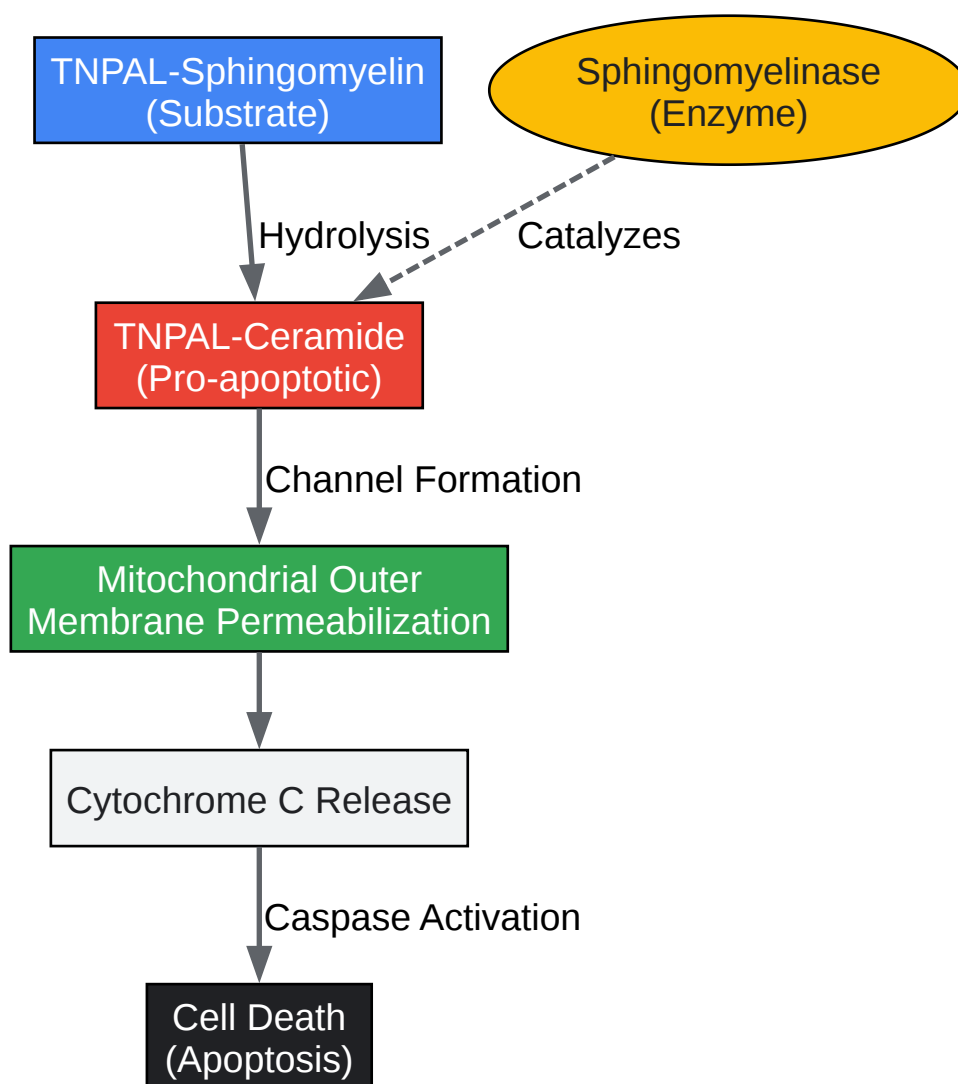 TNPAL-Sphingomyelin
(Substrate)
Sphingomyelinase
(Enzyme)
Hydrolysis
Catalyzes
TNPAL-Ceramide
(Pro-apoptotic)
Channel Formation
Mitochondrial Outer
Membrane Permeabilization
Cytochrome C Release
Caspase Activation
Cell Death
(Apoptosis)